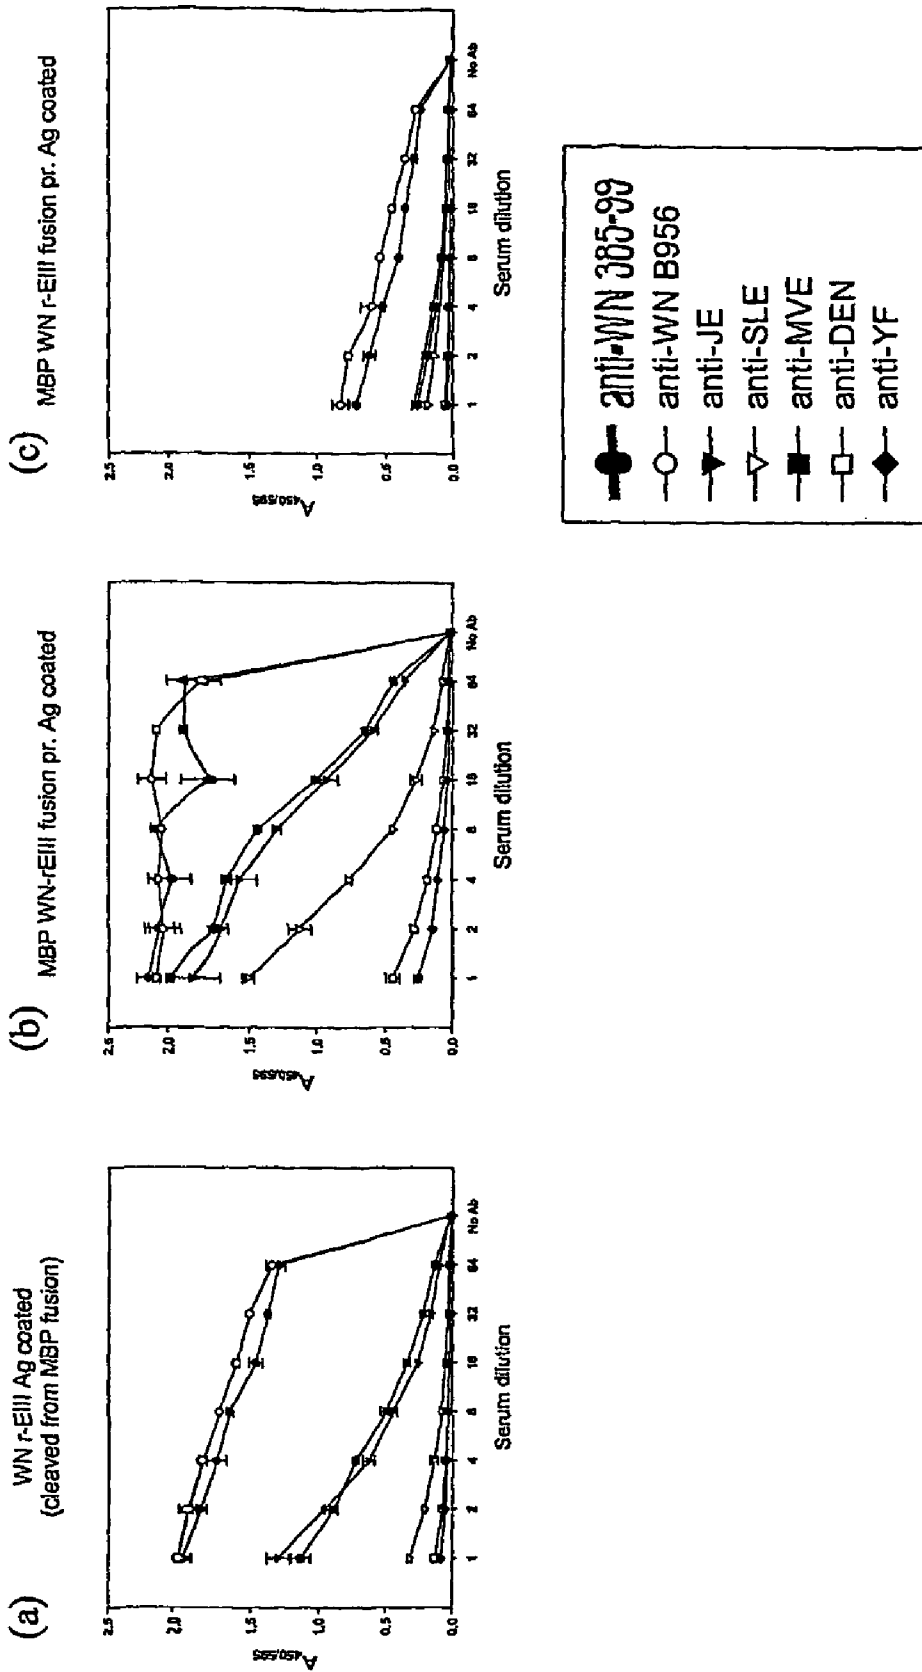 (a)
WN r-EIII Ag coated
(cleaved from MBP fusion)
2.5
2.0
1.5
1.0
0.5
0.0
A450/595
1
2
4
8
16
32
64
No Ab
Serum dilution
(b)
MBP WN-rEIII fusion pr. Ag coated
2.5
2.0
1.5
1.0
0.5
0.0
A450/595
1
2
4
8
16
32
64
No Ab
Serum dilution
(c)
MBP WN r-EIII fusion pr. Ag coated
2.5
2.0
1.5
1.0
0.5
0.0
A450/595
1
2
4
8
16
32
64
No Ab
Serum dilution
anti-WN 385-99
anti-WN B956
anti-JE
anti-SLE
anti-MVE
anti-DEN
anti-YF